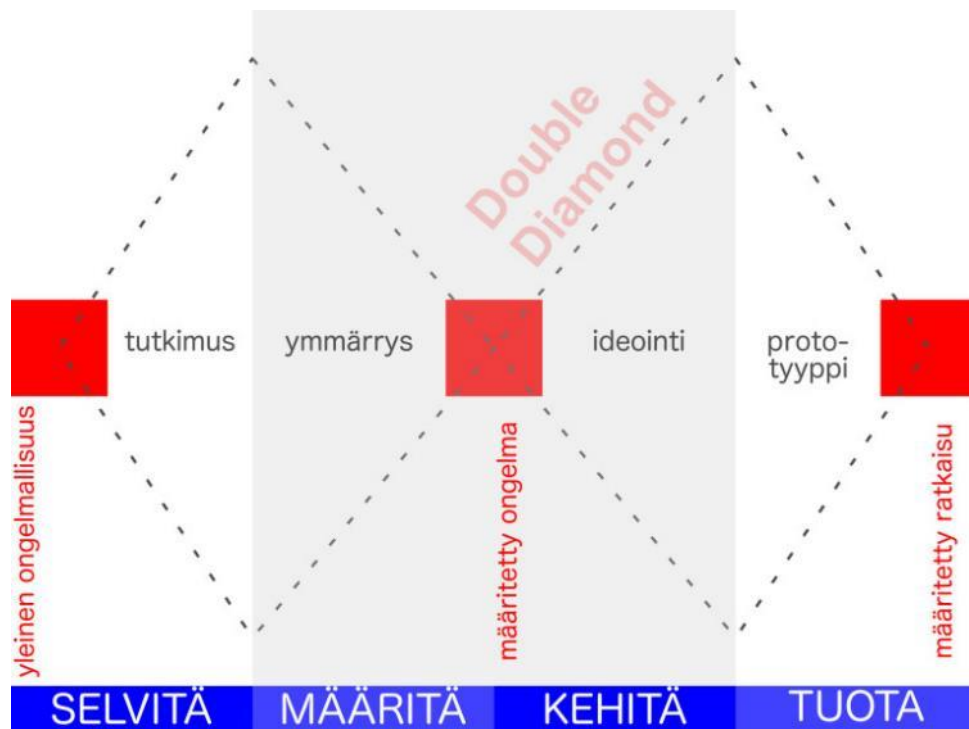 Double
Diamond
tutkimus
ymmärrys
ideointi
proto-
tyyppi
yleinen ongelmallisuus
määritetty ongelma
määritetty ratkaisu
SELVITÄ
MÄÄRITÄ
KEHITÄ
TUOTA